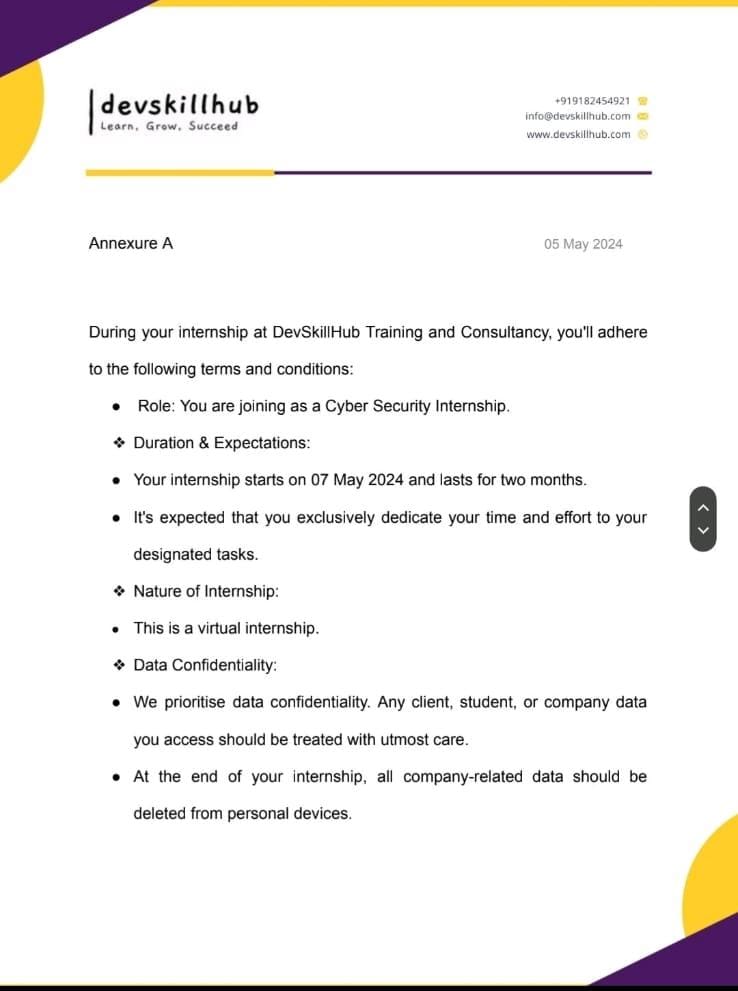 devskillhub
Learn, Grow, Succeed
+919182454921
info@devskillhub.com
www.devskillhub.com
Annexure A
05 May 2024
During your internship at DevSkillHub Training and Consultancy, you'll adhere
to the following terms and conditions:
● Role: You are joining as a Cyber Security Internship.
❖ Duration & Expectations:
● Your internship starts on 07 May 2024 and lasts for two months.
● It's expected that you exclusively dedicate your time and effort to your
designated tasks.
❖ Nature of Internship:
● This is a virtual internship.
❖ Data Confidentiality:
● We prioritise data confidentiality. Any client, student, or company data
you access should be treated with utmost care.
● At the end of your internship, all company-related data should be
deleted from personal devices.